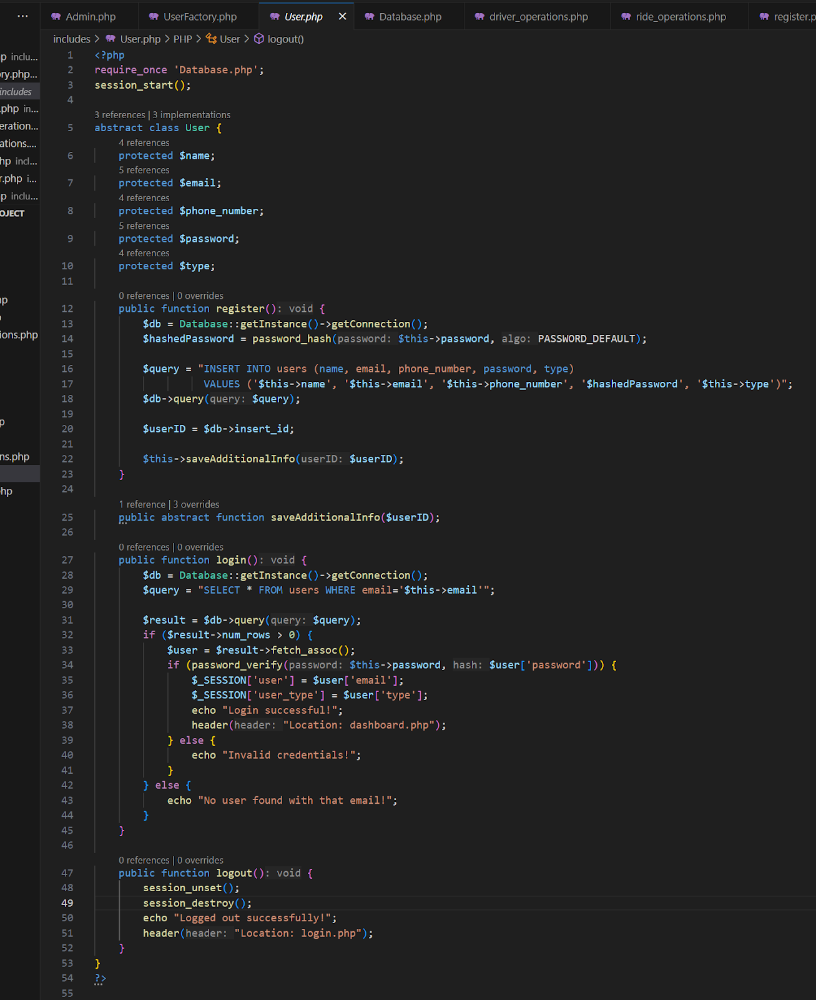 ... Admin.php UserFactory.php User.php × Database.php driver_operations.php ride_operations.php register.p
includes > User.php > PHP > User > logout()
p inclu...
ory.php...
includes
.php in...
eration...
ations....
hp incl...
r.php i...
p inclu...
OJECT
hp
ions.php
p
ns.php
hp
1 <?php
2 require_once 'Database.php';
3 session_start();
4
3 references | 3 implementations
5 abstract class User {
4 references
6 protected $name;
5 references
7 protected $email;
4 references
8 protected $phone_number;
5 references
9 protected $password;
4 references
10 protected $type;
11
0 references | 0 overrides
12 public function register(): void {
13 $db = Database::getInstance()->getConnection();
14 $hashedPassword = password_hash(password: $this->password, algo: PASSWORD_DEFAULT);
15
16 $query = "INSERT INTO users (name, email, phone_number, password, type)
17 VALUES ('$this->name', '$this->email', '$this->phone_number', '$hashedPassword', '$this->type')";
18 $db->query(query: $query);
19
20 $userID = $db->insert_id;
21
22 $this->saveAdditionalInfo(userID: $userID);
23 }
24
1 reference | 3 overrides
25 public abstract function saveAdditionalInfo($userID);
26
0 references | 0 overrides
27 public function login(): void {
28 $db = Database::getInstance()->getConnection();
29 $query = "SELECT * FROM users WHERE email='$this->email'";
30
31 $result = $db->query(query: $query);
32 if ($result->num_rows > 0) {
33 $user = $result->fetch_assoc();
34 if (password_verify(password: $this->password, hash: $user['password'])) {
35 $_SESSION['user'] = $user['email'];
36 $_SESSION['user_type'] = $user['type'];
37 echo "Login successful!";
38 header(header: "Location: dashboard.php");
39 } else {
40 echo "Invalid credentials!";
41 }
42 } else {
43 echo "No user found with that email!";
44 }
45 }
46
0 references | 0 overrides
47 public function logout(): void {
48 session_unset();
49 session_destroy();
50 echo "Logged out successfully!";
51 header(header: "Location: login.php");
52 }
53 }
54 ?>
55